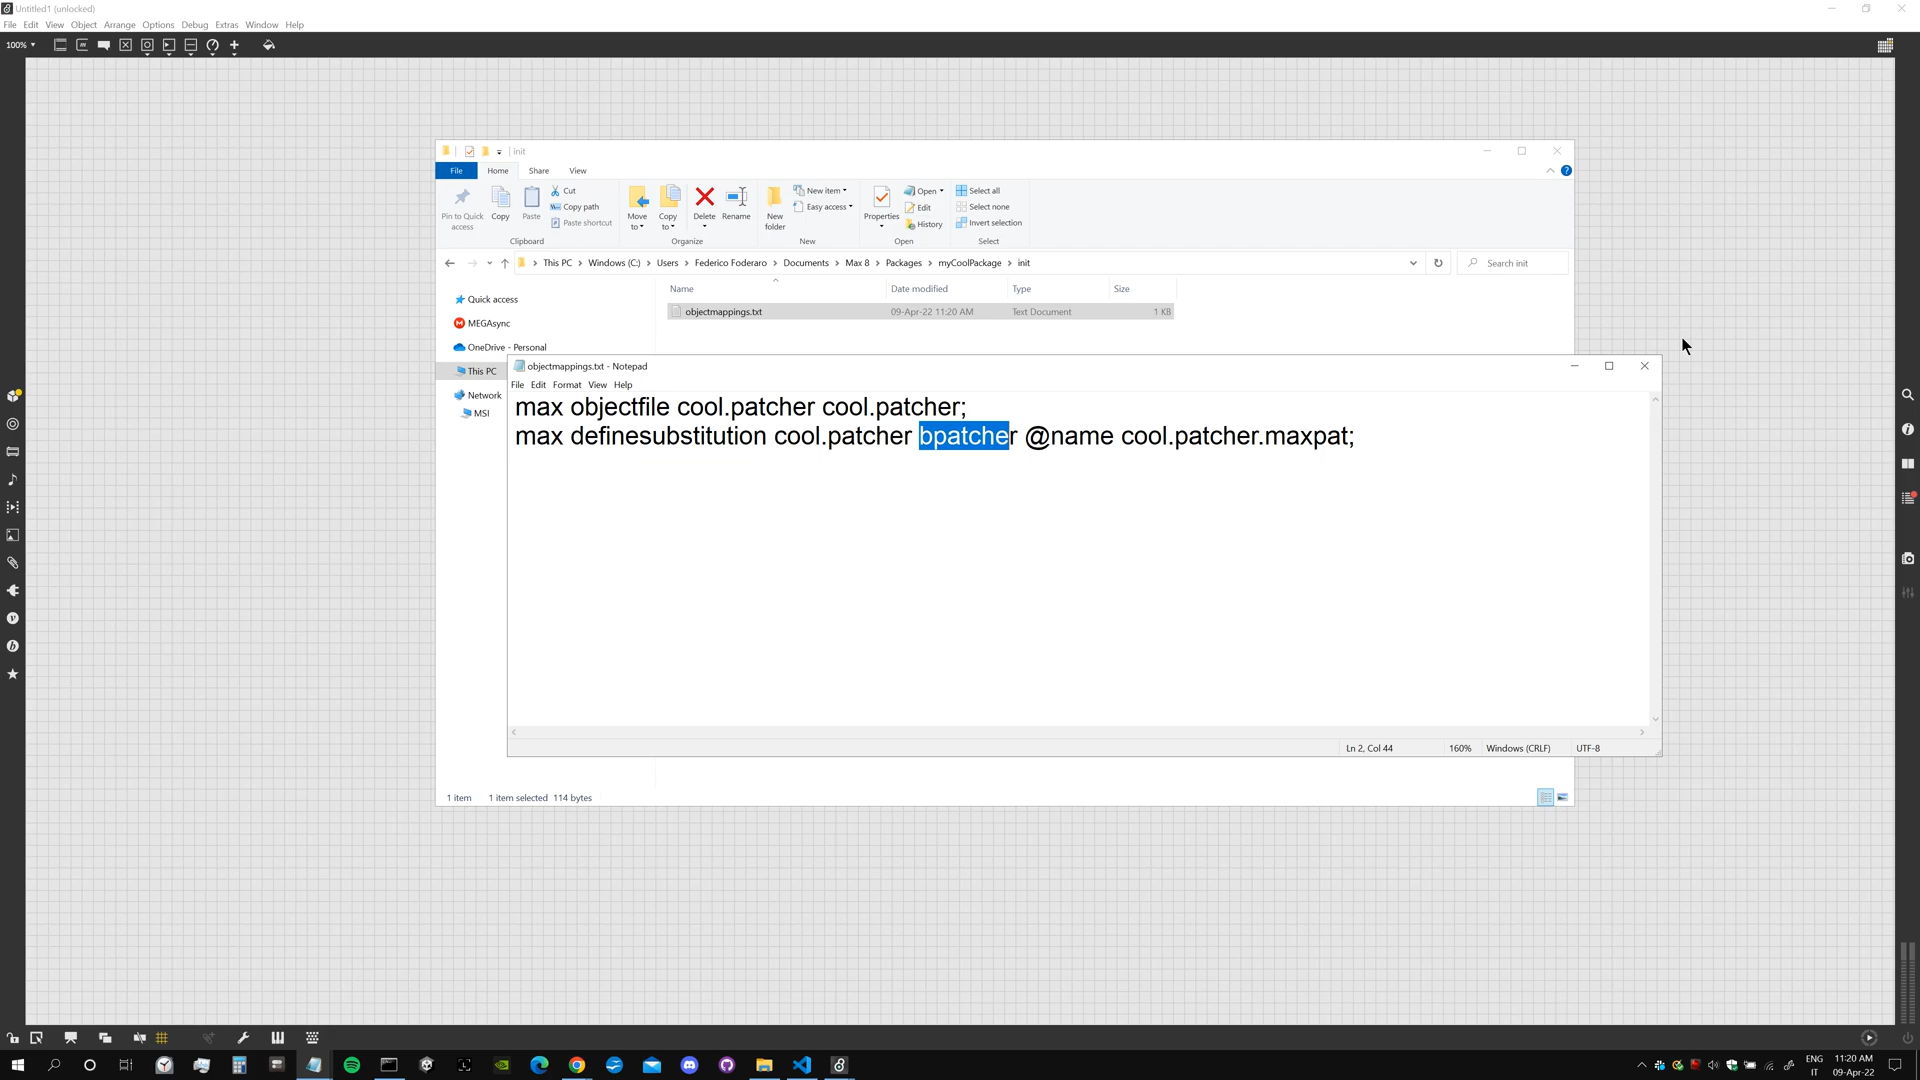 Untitled1 (unlocked)
File Edit View Object Arrange Options Debug Extras Window Help
100%
init
File Home Share View
Pin to Quick access
Copy
Paste
Cut
Copy path
Paste shortcut
Clipboard
Move to
Copy to
Delete
Rename
Organize
New folder
New item
Easy access
New
Properties
Open
Edit
History
Open
Select all
Select none
Invert selection
Select
This PC > Windows (C:) > Users > Federico Foderaro > Documents > Max 8 > Packages > myCoolPackage > init
Search init
Name Date modified Type Size
Quick access
objectmappings.txt 09-Apr-22 11:20 AM Text Document 1 KB
MEGAsync
OneDrive - Personal
This PC
Network
MSI
objectmappings.txt - Notepad
File Edit Format View Help
max objectfile cool.patcher cool.patcher;
max definesubstitution cool.patcher bpatcher @name cool.patcher.maxpat;
Ln 2, Col 44 160% Windows (CRLF) UTF-8
1 item 1 item selected 114 bytes
ENG 11:20 AM
IT 09-Apr-22